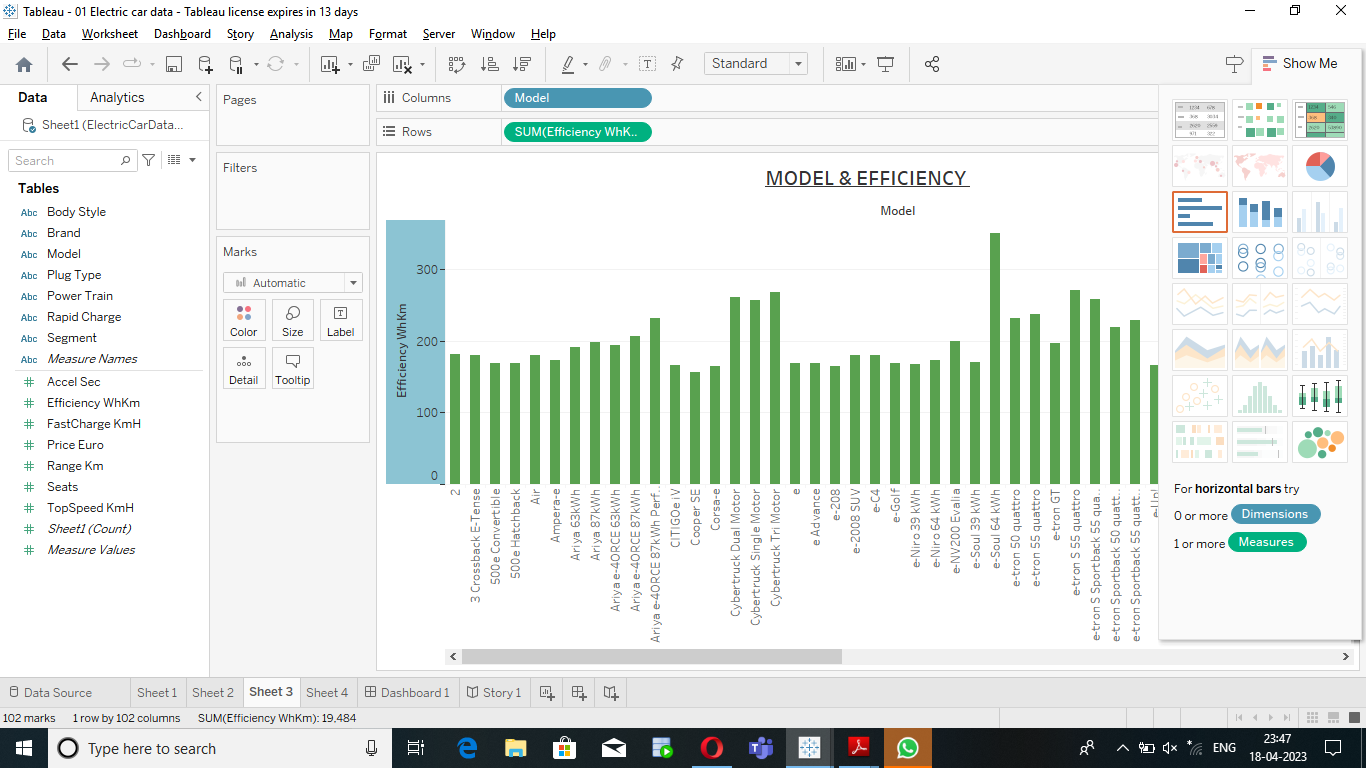 Tableau - 01 Electric car data - Tableau license expires in 13 days
File Data Worksheet Dashboard Story Analysis Map Format Server Window Help
Standard
Show Me
Data Analytics
Sheet1 (ElectricCarData...
Search
Tables
Abc Body Style
Abc Brand
Abc Model
Abc Plug Type
Abc Power Train
Abc Rapid Charge
Abc Segment
Abc Measure Names
Accel Sec
Efficiency WhKm
FastCharge KmH
Price Euro
Range Km
Seats
TopSpeed KmH
Sheet1 (Count)
Measure Values
Pages
Filters
Marks
Automatic
Color Size Label
Detail Tooltip
Columns Model
Rows SUM(Efficiency WhK..
MODEL & EFFICIENCY
Model
Efficiency WhKm
300
200
100
0
2
3 Crossback E-Tense
500e Convertible
500e Hatchback
Air
Ampera-e
Ariya 63kWh
Ariya 87kWh
Ariya e-4ORCE 63kWh
Ariya e-4ORCE 87kWh
Ariya e-4ORCE 87kWh Perf..
CITIGOe iV
Cooper SE
Corsa-e
Cybertruck Dual Motor
Cybertruck Single Motor
Cybertruck Tri Motor
e
e Advance
e-208
e-2008 SUV
e-C4
e-Golf
e-Niro 39 kWh
e-Niro 64 kWh
e-NV200 Evalia
e-Soul 39 kWh
e-Soul 64 kWh
e-tron 50 quattro
e-tron 55 quattro
e-tron GT
e-tron S 55 quattro
e-tron S Sportback 55 qua..
e-tron Sportback 50 quatt..
e-tron Sportback 55 quatt..
For horizontal bars try
0 or more Dimensions
1 or more Measures
Data Source Sheet 1 Sheet 2 Sheet 3 Sheet 4 Dashboard 1 Story 1
102 marks 1 row by 102 columns SUM(Efficiency WhKm): 19,484
Type here to search
ENG
23:47
18-04-2023